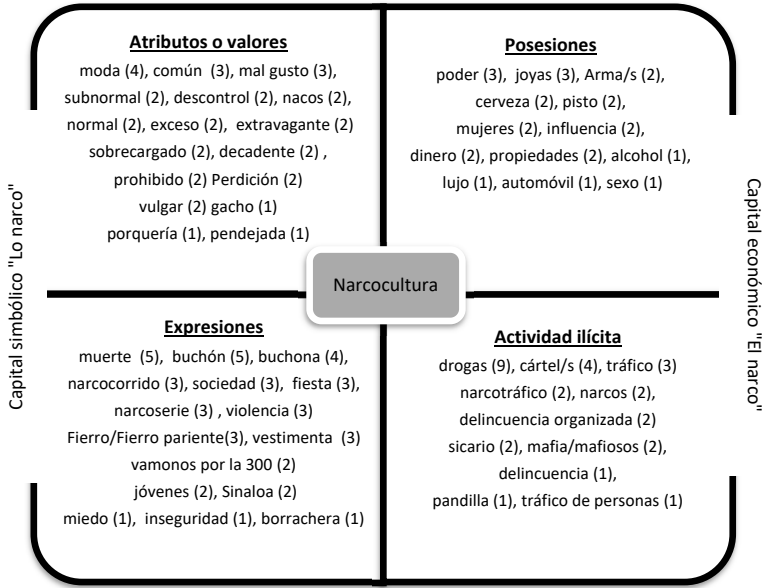 Atributos o valores
moda (4), común (3), mal gusto (3),
subnormal (2), descontrol (2), nacos (2),
normal (2), exceso (2), extravagante (2)
sobrecargado (2), decadente (2) ,
prohibido (2) Perdición (2)
vulgar (2) gacho (1)
porquería (1), pendejada (1)
Posesiones
poder (3), joyas (3), Arma/s (2),
cerveza (2), pisto (2),
mujeres (2), influencia (2),
dinero (2), propiedades (2), alcohol (1),
lujo (1), automóvil (1), sexo (1)
Capital simbólico "Lo narco"
Capital económico "El narco"
Narcocultura
Expresiones
muerte (5), buchón (5), buchona (4),
narcocorrido (3), sociedad (3), fiesta (3),
narcoserie (3) , violencia (3)
Fierro/Fierro pariente(3), vestimenta (3)
vamonos por la 300 (2)
jóvenes (2), Sinaloa (2)
miedo (1), inseguridad (1), borrachera (1)
Actividad ilícita
drogas (9), cártel/s (4), tráfico (3)
narcotráfico (2), narcos (2),
delincuencia organizada (2)
sicario (2), mafia/mafiosos (2),
delincuencia (1),
pandilla (1), tráfico de personas (1)